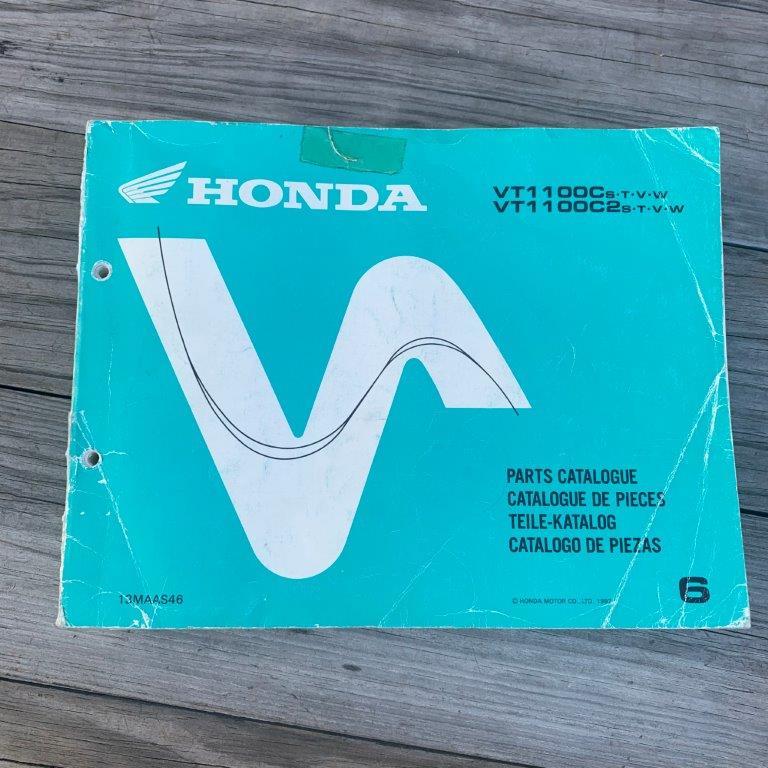 HONDA
VT1100CS·T·V·W
VT1100C2S·T·V·W
PARTS CATALOGUE
CATALOGUE DE PIECES
TEILE-KATALOG
CATALOGO DE PIEZAS
13MAAS46
© HONDA MOTOR CO., LTD. 1997
6